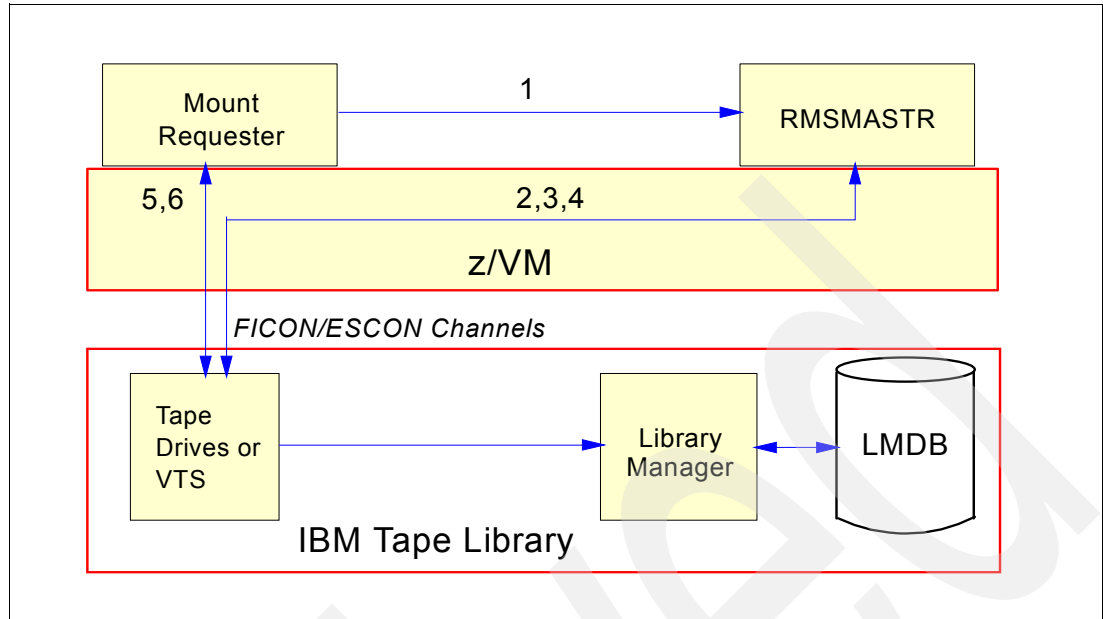 Mount
Requester
1
RMSMASTR
5,6
2,3,4
z/VM
FICON/ESCON Channels
Tape
Drives or
VTS
Library
Manager
LMDB
IBM Tape Library